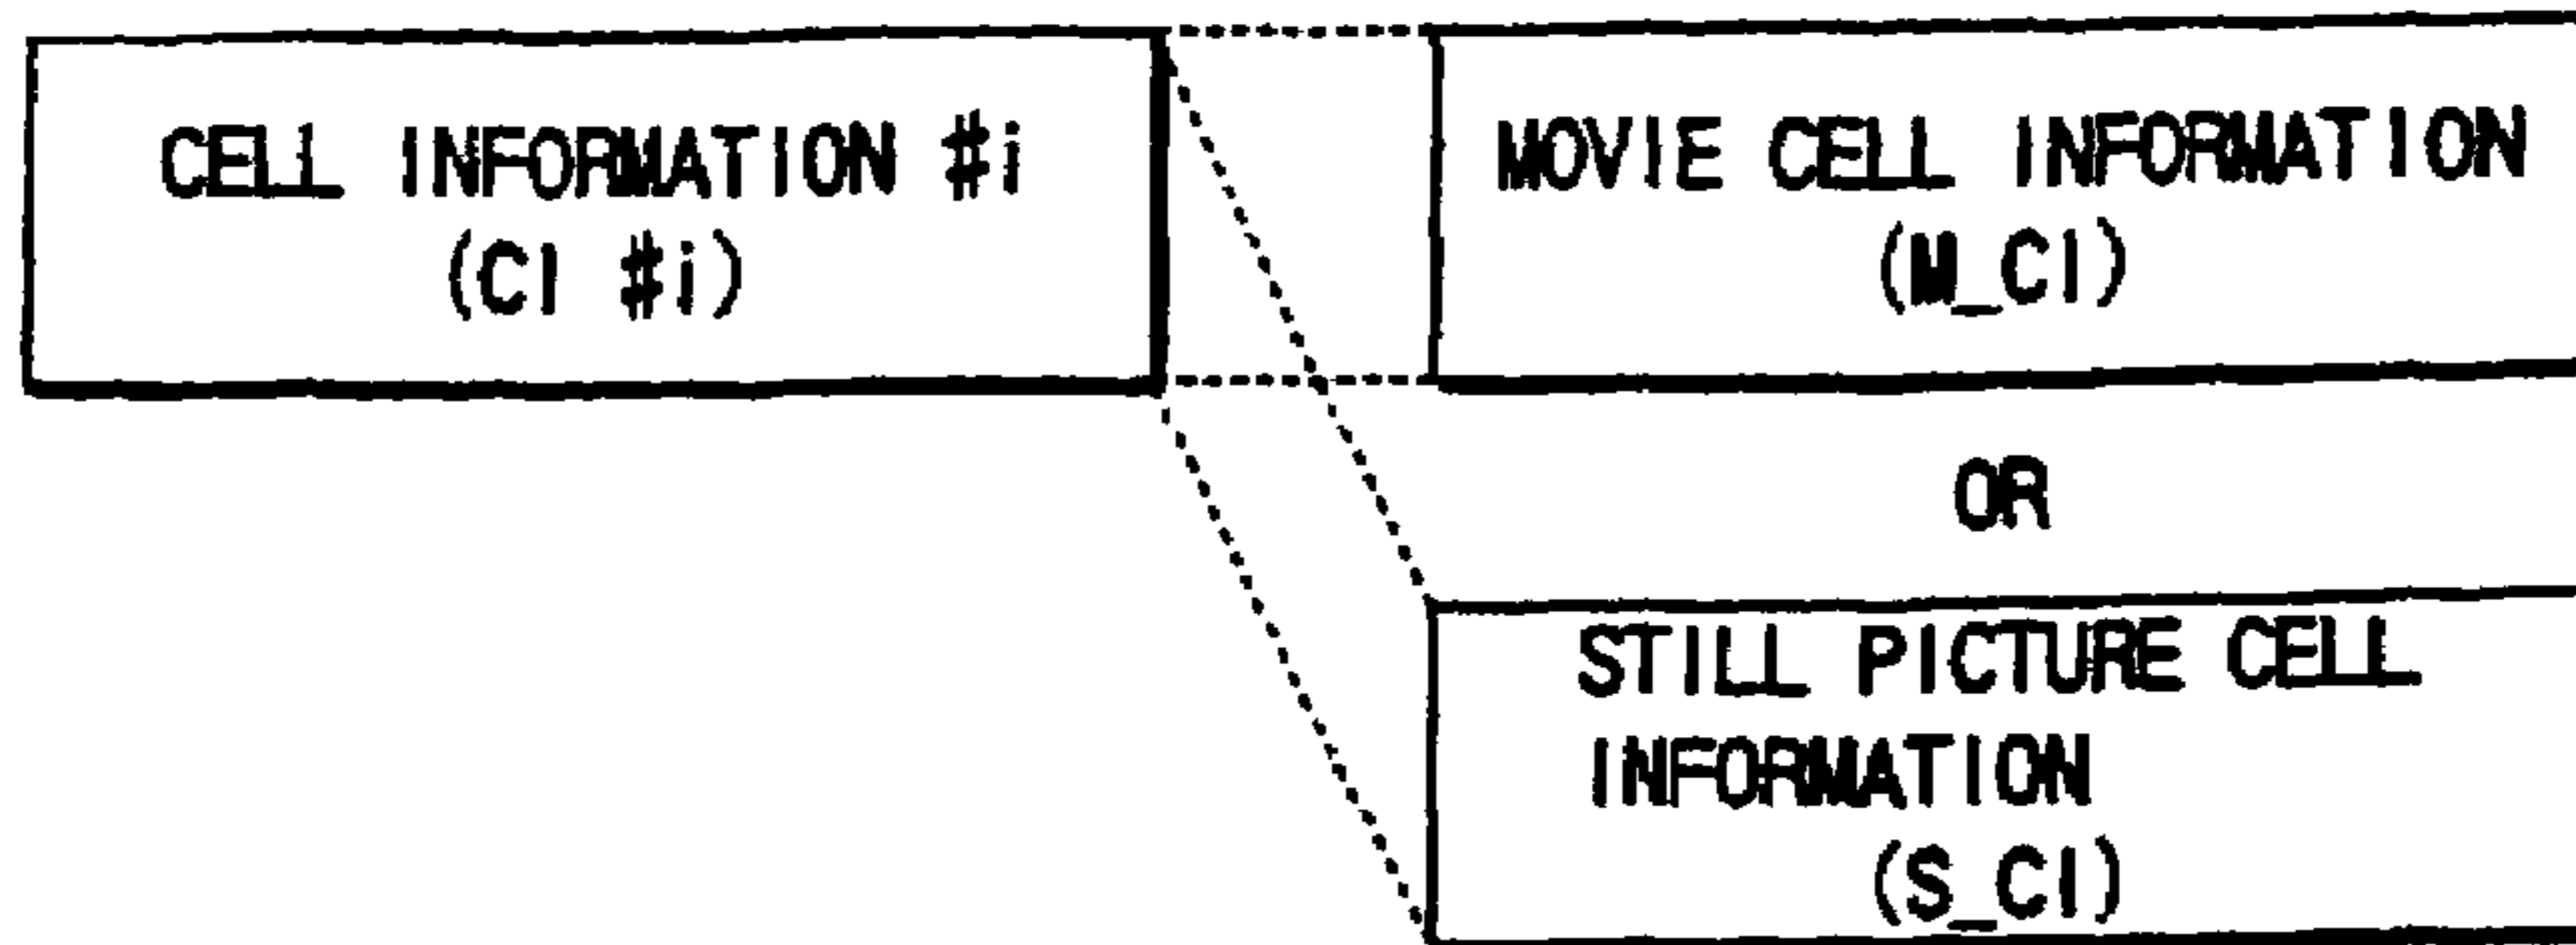 CELL INFORMATION #i
(CI #i)
MOVIE CELL INFORMATION
(M_CI)
OR
STILL PICTURE CELL
INFORMATION
(S_CI)